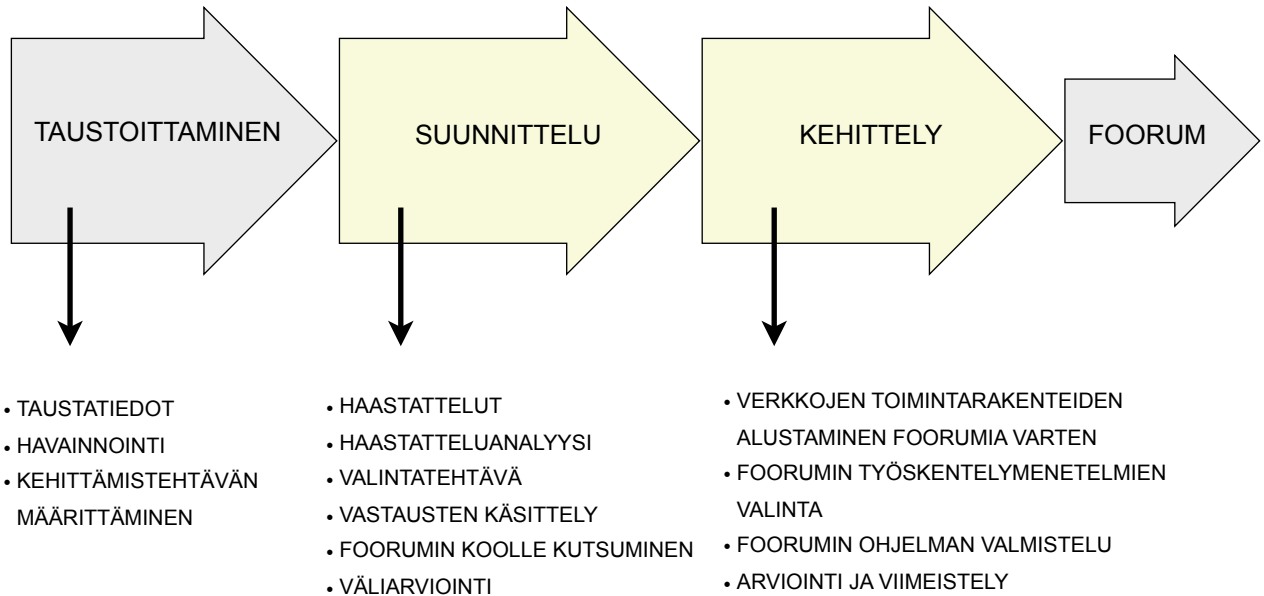 TAUSTOITTAMINEN
SUUNNITTELU
KEHITTELY
FOORUM
• TAUSTATIEDOT
• HAVAINNOINTI
• KEHITTÄMISTEHTÄVÄN
MÄÄRITTÄMINEN
• HAASTATTELUT
• HAASTATTELUANALYYSI
• VALINTATEHTÄVÄ
• VASTAUSTEN KÄSITTELY
• FOORUMIN KOOLLE KUTSUMINEN
• VÄLIARVIOINTI
• VERKKOJEN TOIMINTARAKENTEIDEN
ALUSTAMINEN FOORUMIA VARTEN
• FOORUMIN TYÖSKENTELYMENETELMIEN
VALINTA
• FOORUMIN OHJELMAN VALMISTELU
• ARVIOINTI JA VIIMEISTELY